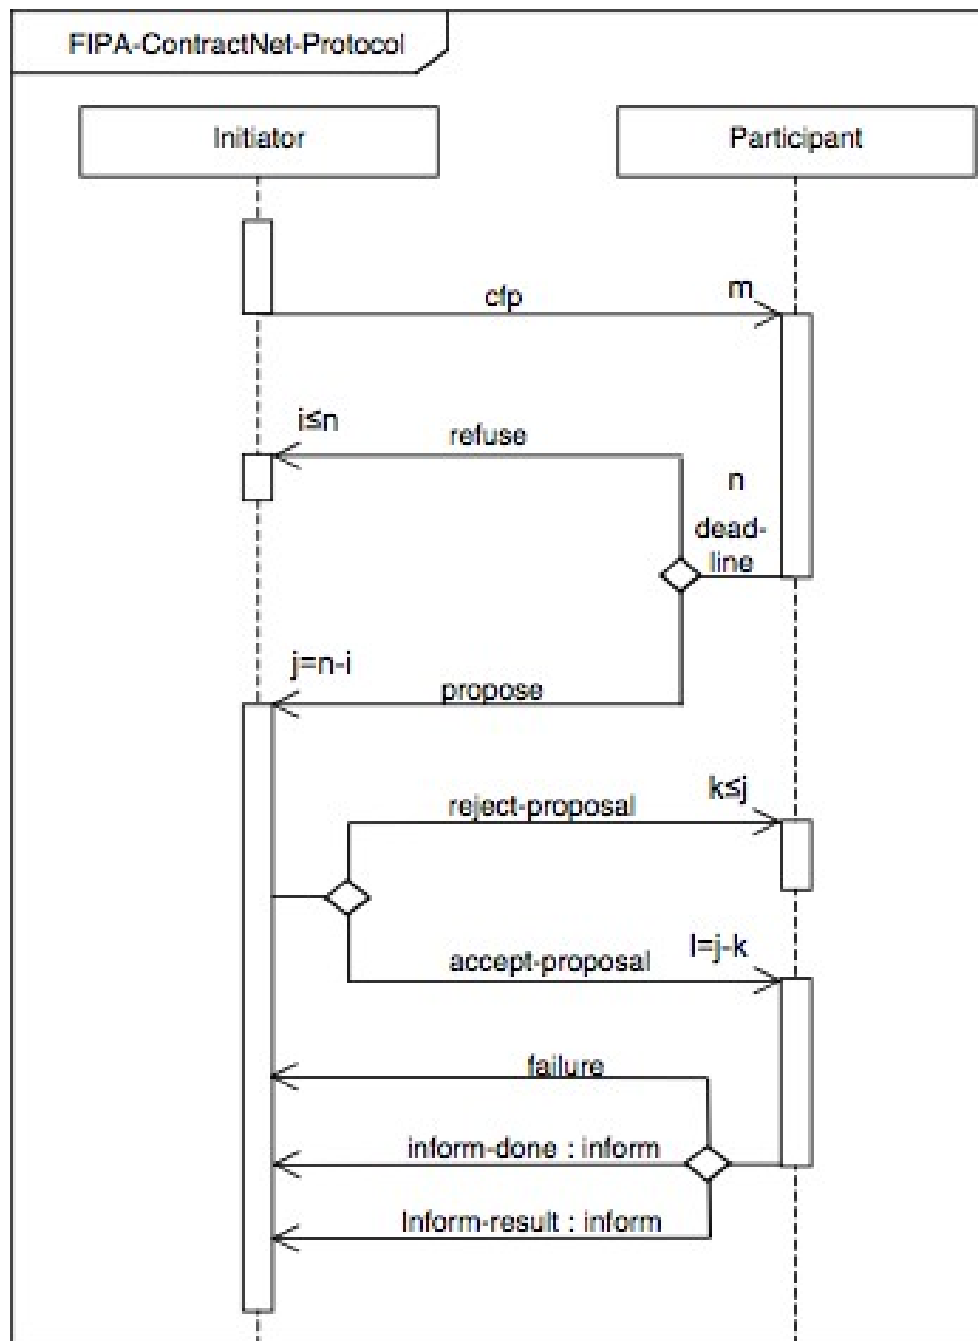 FIPA-ContractNet-Protocol
Initiator
Participant
cfp
m
i≤n
refuse
n
dead-
line
j=n-i
propose
k≤j
reject-proposal
l=j-k
accept-proposal
failure
inform-done : inform
Inform-result : inform